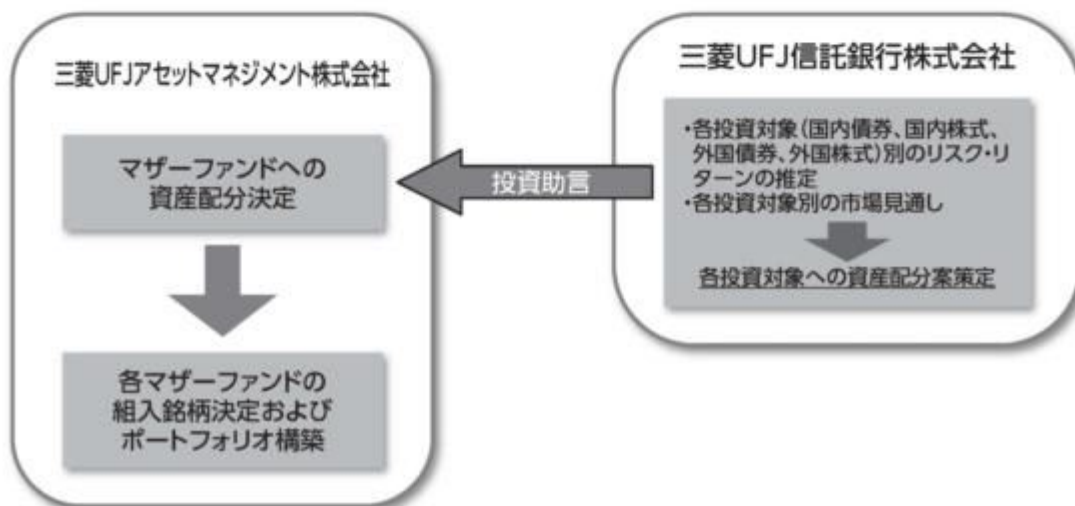 三菱UFJアセットマネジメント株式会社
マザーファンドへの
資産配分決定
各マザーファンドの
組入銘柄決定および
ポートフォリオ構築
投資助言
三菱UFJ信託銀行株式会社
・各投資対象(国内債券、国内株式、
外国債券、外国株式)別のリスク・リ
ターンの推定
・各投資対象別の市場見通し
各投資対象への資産配分案策定